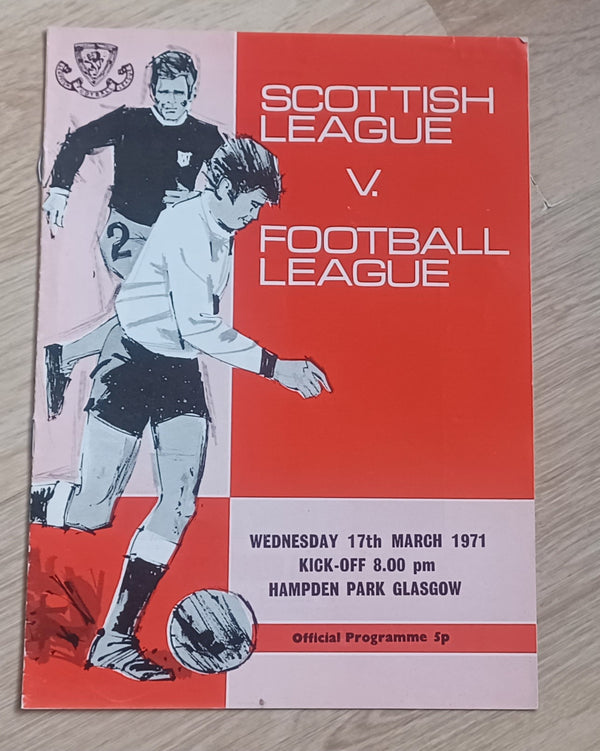 SCOTTISH
LEAGUE
V.
FOOTBALL
LEAGUE
2
WEDNESDAY 17th MARCH 1971
KICK-OFF 8.00 pm
HAMPDEN PARK GLASGOW
Official Programme 5p